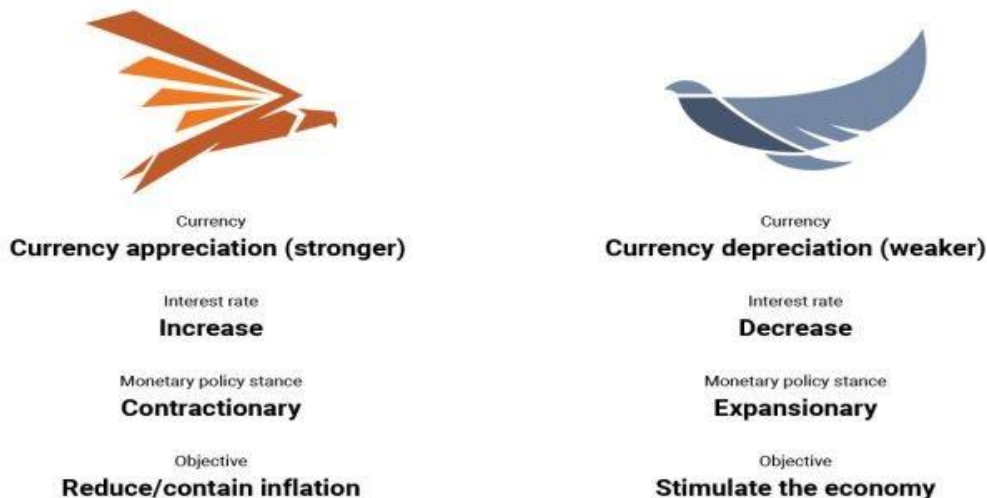 Currency
Currency appreciation (stronger)
Interest rate
Increase
Monetary policy stance
Contractionary
Objective
Reduce/contain inflation
Currency
Currency depreciation (weaker)
Interest rate
Decrease
Monetary policy stance
Expansionary
Objective
Stimulate the economy